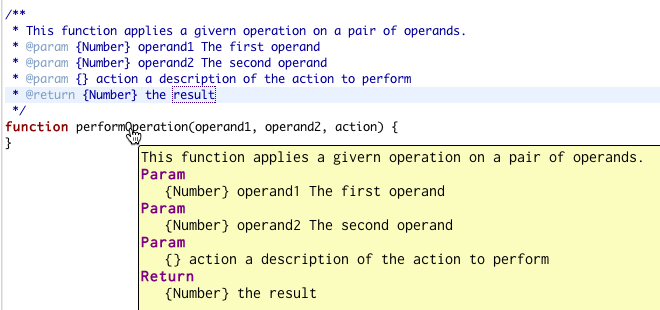 /**
 * This function applies a givern operation on a pair of operands.
 * @param {Number} operand1 The first operand
 * @param {Number} operand2 The second operand
 * @param {} action a description of the action to perform
 * @return {Number} the result
 */
function performOperation(operand1, operand2, action) {
}
This function applies a givern operation on a pair of operands.
Param
{Number} operand1 The first operand
Param
{Number} operand2 The second operand
Param
{} action a description of the action to perform
Return
{Number} the result